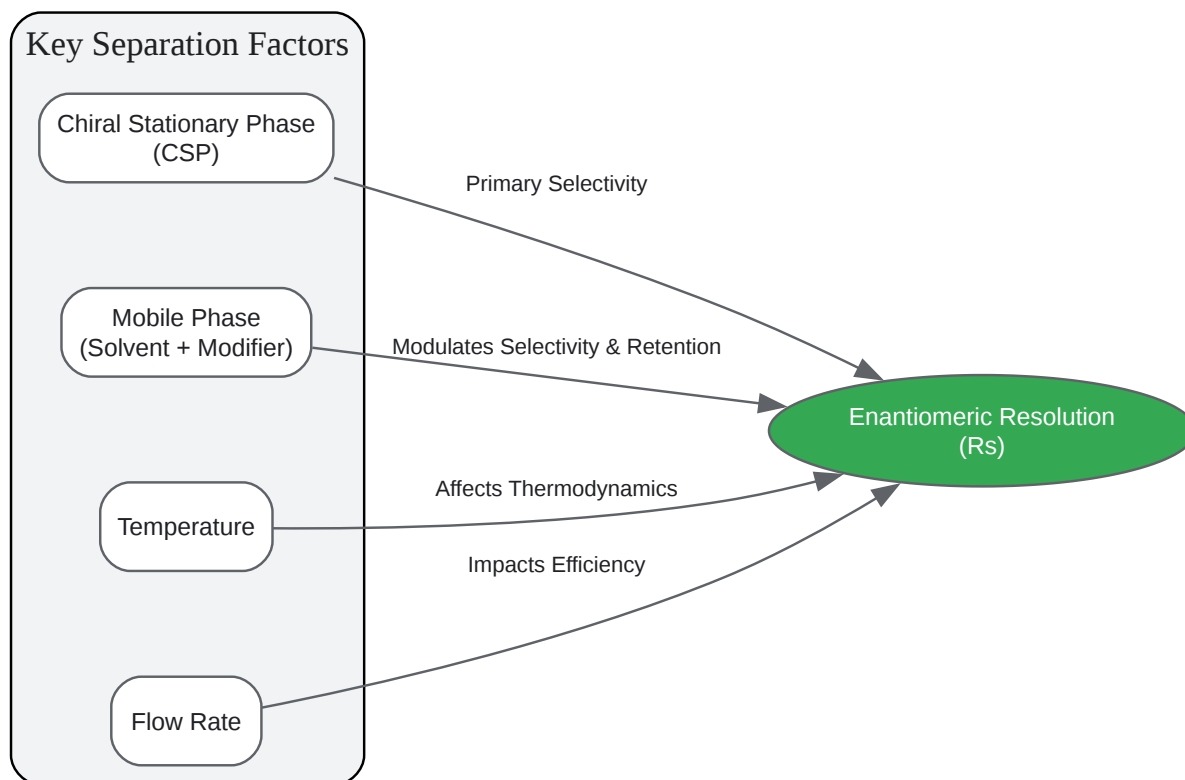 Key Separation Factors
Chiral Stationary Phase
(CSP)
Primary Selectivity
Mobile Phase
(Solvent + Modifier)
Modulates Selectivity & Retention
Enantiomeric Resolution
(Rs)
Affects Thermodynamics
Temperature
Impacts Efficiency
Flow Rate